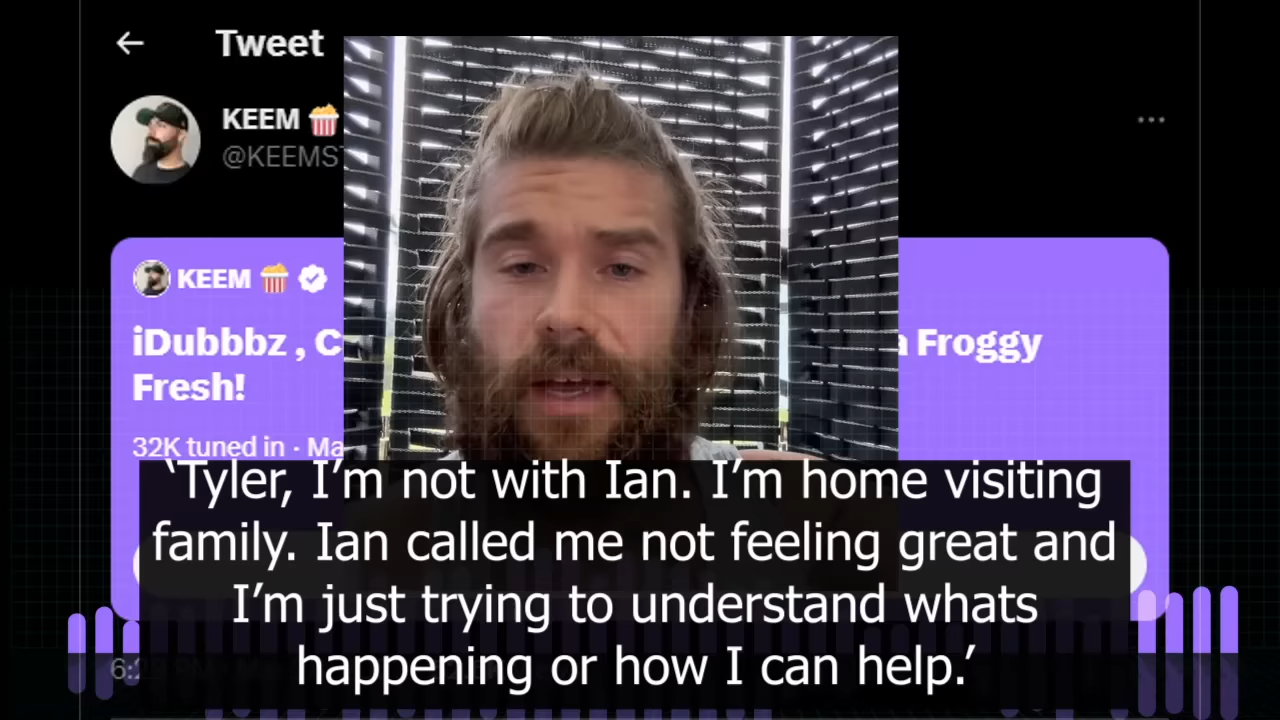 Tweet
KEEM
@KEEMS
KEEM
iDubbbz , C
Froggy
Fresh!
32K tuned in · Ma
‘Tyler, I’m not with Ian. I’m home visiting
family. Ian called me not feeling great and
I’m just trying to understand whats
happening or how I can help.’